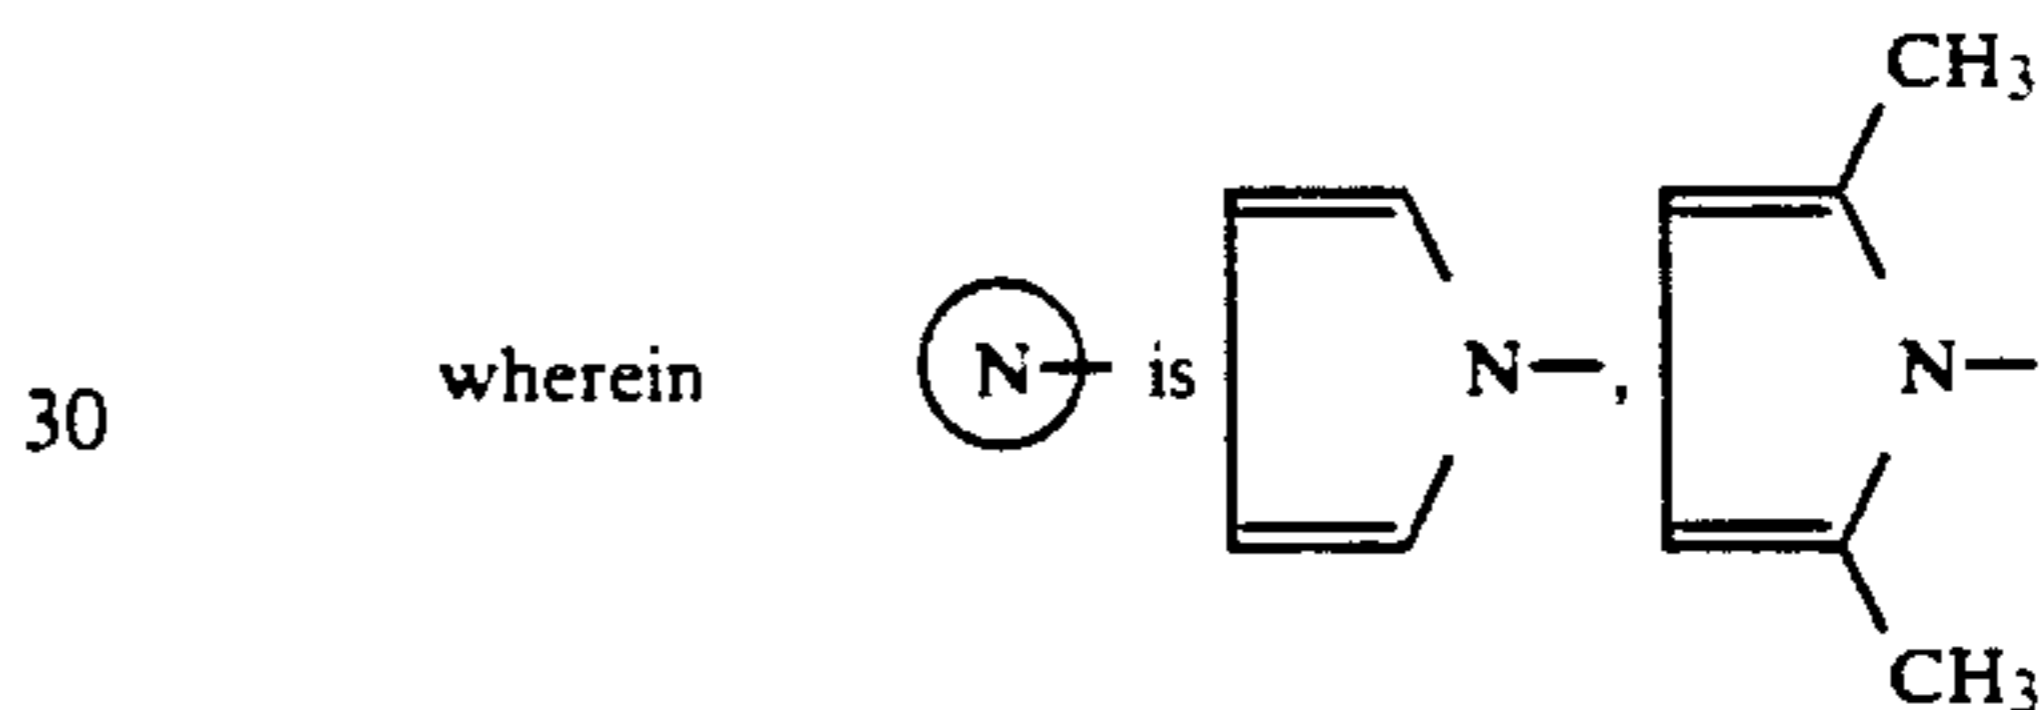 CH3
30 wherein N is N—, N—
CH3